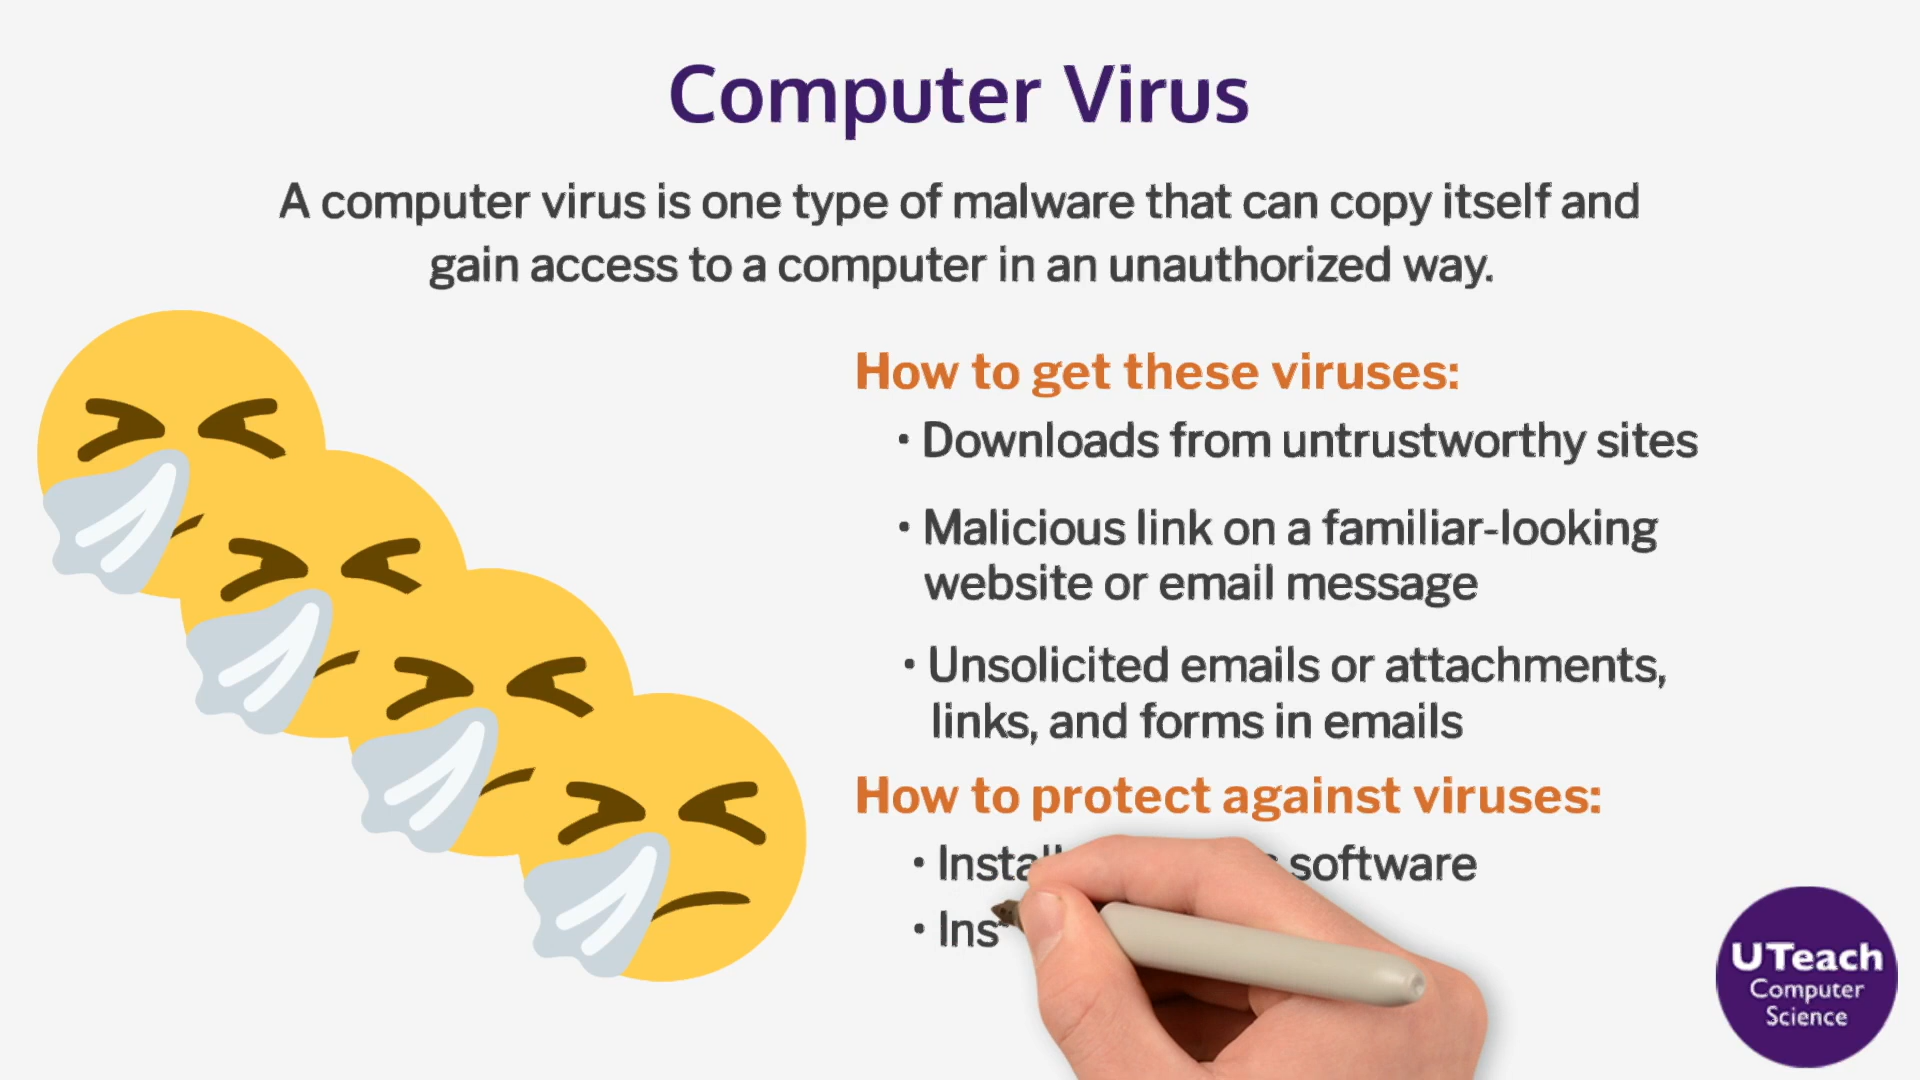 Computer Virus
A computer virus is one type of malware that can copy itself and
gain access to a computer in an unauthorized way.
How to get these viruses:
• Downloads from untrustworthy sites
• Malicious link on a familiar-looking
website or email message
• Unsolicited emails or attachments,
links, and forms in emails
How to protect against viruses:
• software
•
UTeach
Computer
Science